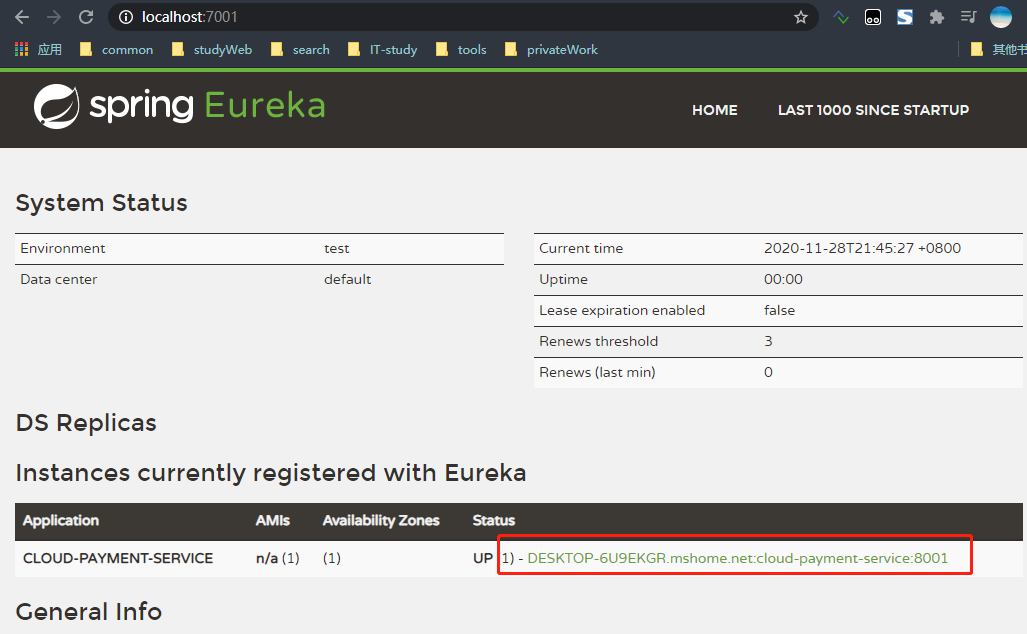 localhost:7001
应用 common studyWeb search IT-study tools privateWork 其他书
spring Eureka
HOME LAST 1000 SINCE STARTUP
System Status
Environment test
Data center default
Current time 2020-11-28T21:45:27 +0800
Uptime 00:00
Lease expiration enabled false
Renews threshold 3
Renews (last min) 0
DS Replicas
Instances currently registered with Eureka
Application AMIs Availability Zones Status
CLOUD-PAYMENT-SERVICE n/a (1) (1) UP 1) - DESKTOP-6U9EKGR.mshome.net:cloud-payment-service:8001
General Info